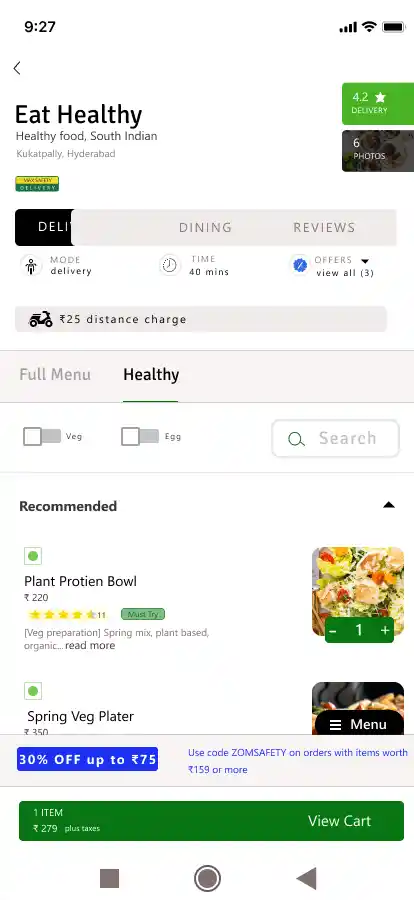 9:27
Eat Healthy
4.2
DELIVERY
Healthy food, South Indian
6
PHOTOS
Kukatpally, Hyderabad
MAX SAFETY
DELIVERY
DELI
DINING
REVIEWS
MODE
delivery
TIME
40 mins
OFFERS
view all (3)
₹25 distance charge
Full Menu
Healthy
Veg
Egg
Search
Recommended
Plant Protien Bowl
₹ 220
11
Must Try
[Veg preparation] Spring mix, plant based,
organic... read more
- 1 +
Spring Veg Plater
₹ 350
Menu
30% OFF up to ₹75
Use code ZOMSAFETY on orders with items worth
₹159 or more
1 ITEM
₹ 279 plus taxes
View Cart